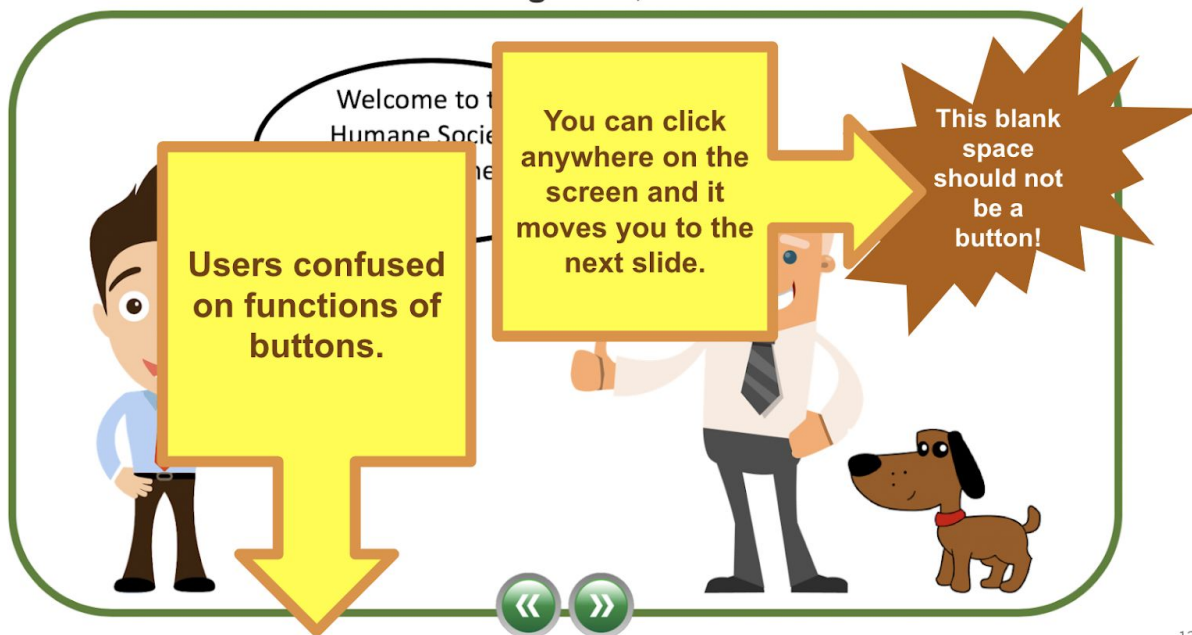 Welcome to
Humane
Users confused
on functions of
buttons.
You can click
anywhere on the
screen and it
moves you to the
next slide.
This blank
space
should not
be a
button!